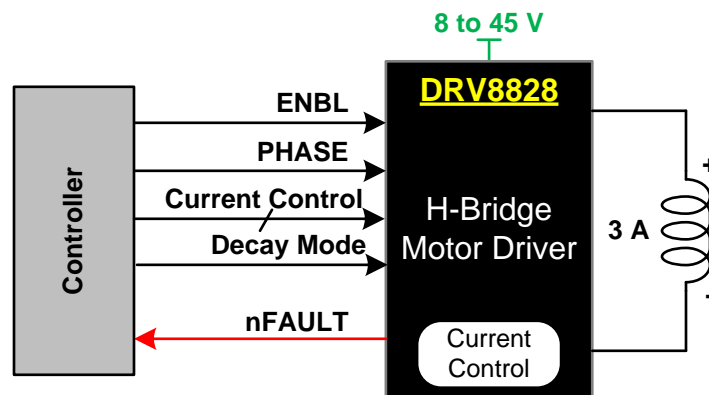 8 to 45 V
Controller
ENBL
PHASE
Current Control
Decay Mode
nFAULT
DRV8828
H-Bridge
Motor Driver
Current
Control
3 A
+
-